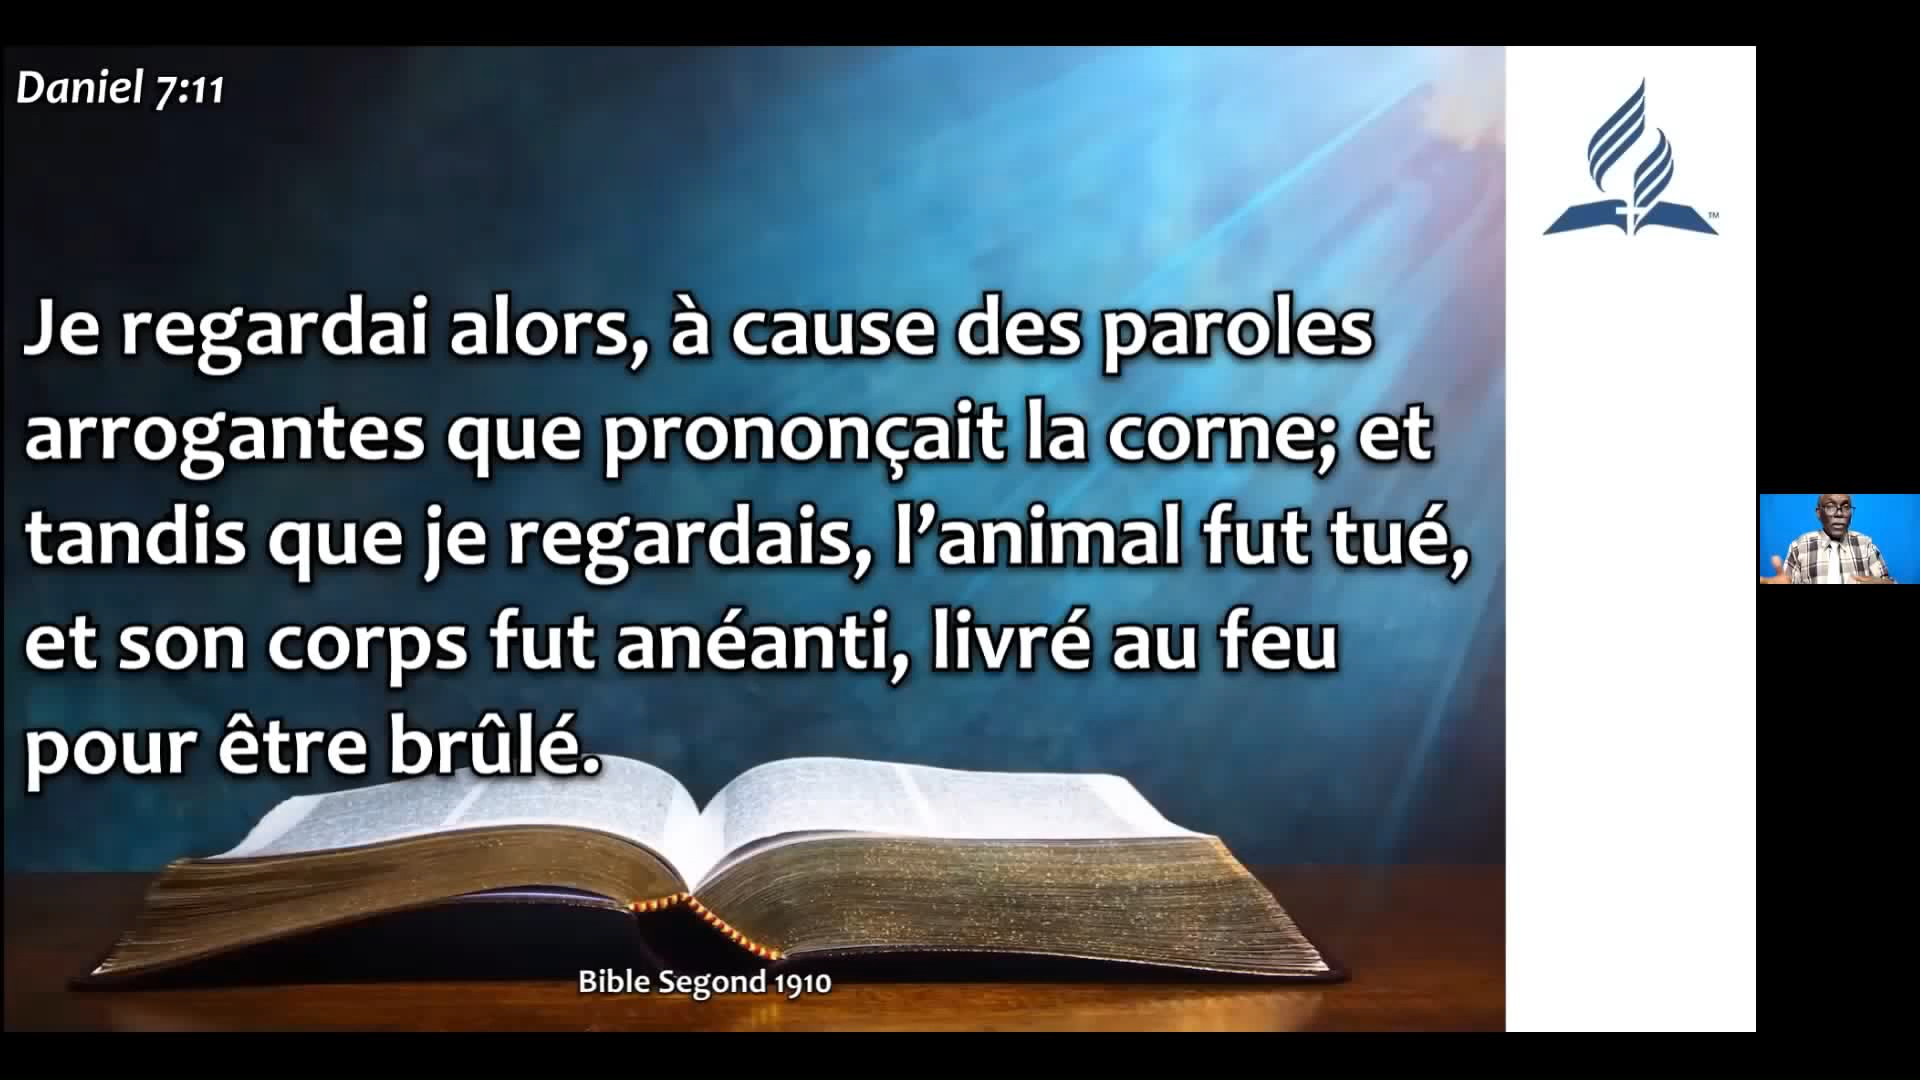 Daniel 7:11
Je regardai alors, à cause des paroles
arrogantes que prononçait la corne; et
tandis que je regardais, l’animal fut tué,
et son corps fut anéanti, livré au feu
pour être brûlé.
Bible Segond 1910
TM